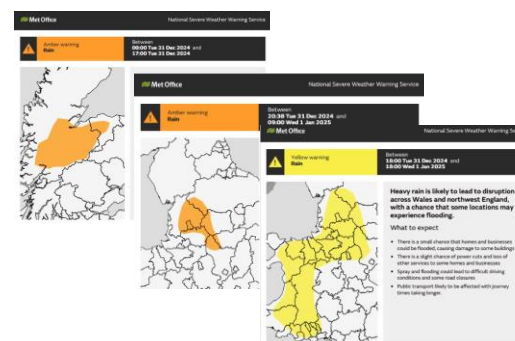 Met Office
National Severe Weather Warning Service
Amber warning
Rain
Between
00:00 Tue 31 Dec 2024 and
17:00 Tue 31 Dec 2024
Met Office
National Severe Weather Warning Service
Amber warning
Rain
Between
20:38 Tue 31 Dec 2024 and
09:00 Wed 1 Jan 2025
Met Office
National Severe Weather Warning Se
Yellow warning
Rain
Between
18:00 Tue 31 Dec 2024 and
18:00 Wed 1 Jan 2025
Heavy rain is likely to lead to disruption
across Wales and northwest England,
with a chance that some locations may
experience flooding.
What to expect
• There is a small chance that homes and businesses
could be flooded, causing damage to some buildings
• There is a slight chance of power cuts and loss of
other services to some homes and businesses
• Spray and flooding could lead to difficult driving
conditions and some road closures
• Public transport likely to be affected with journey
times taking longer.